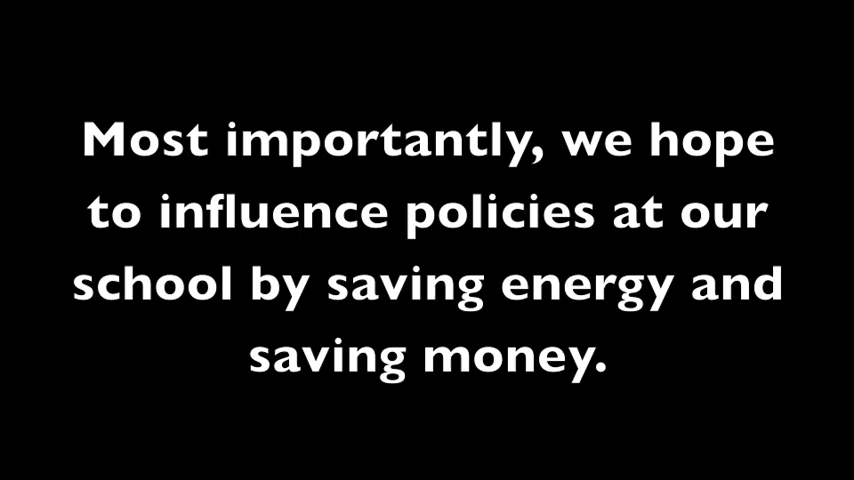 Most importantly, we hope
to influence policies at our
school by saving energy and
saving money.